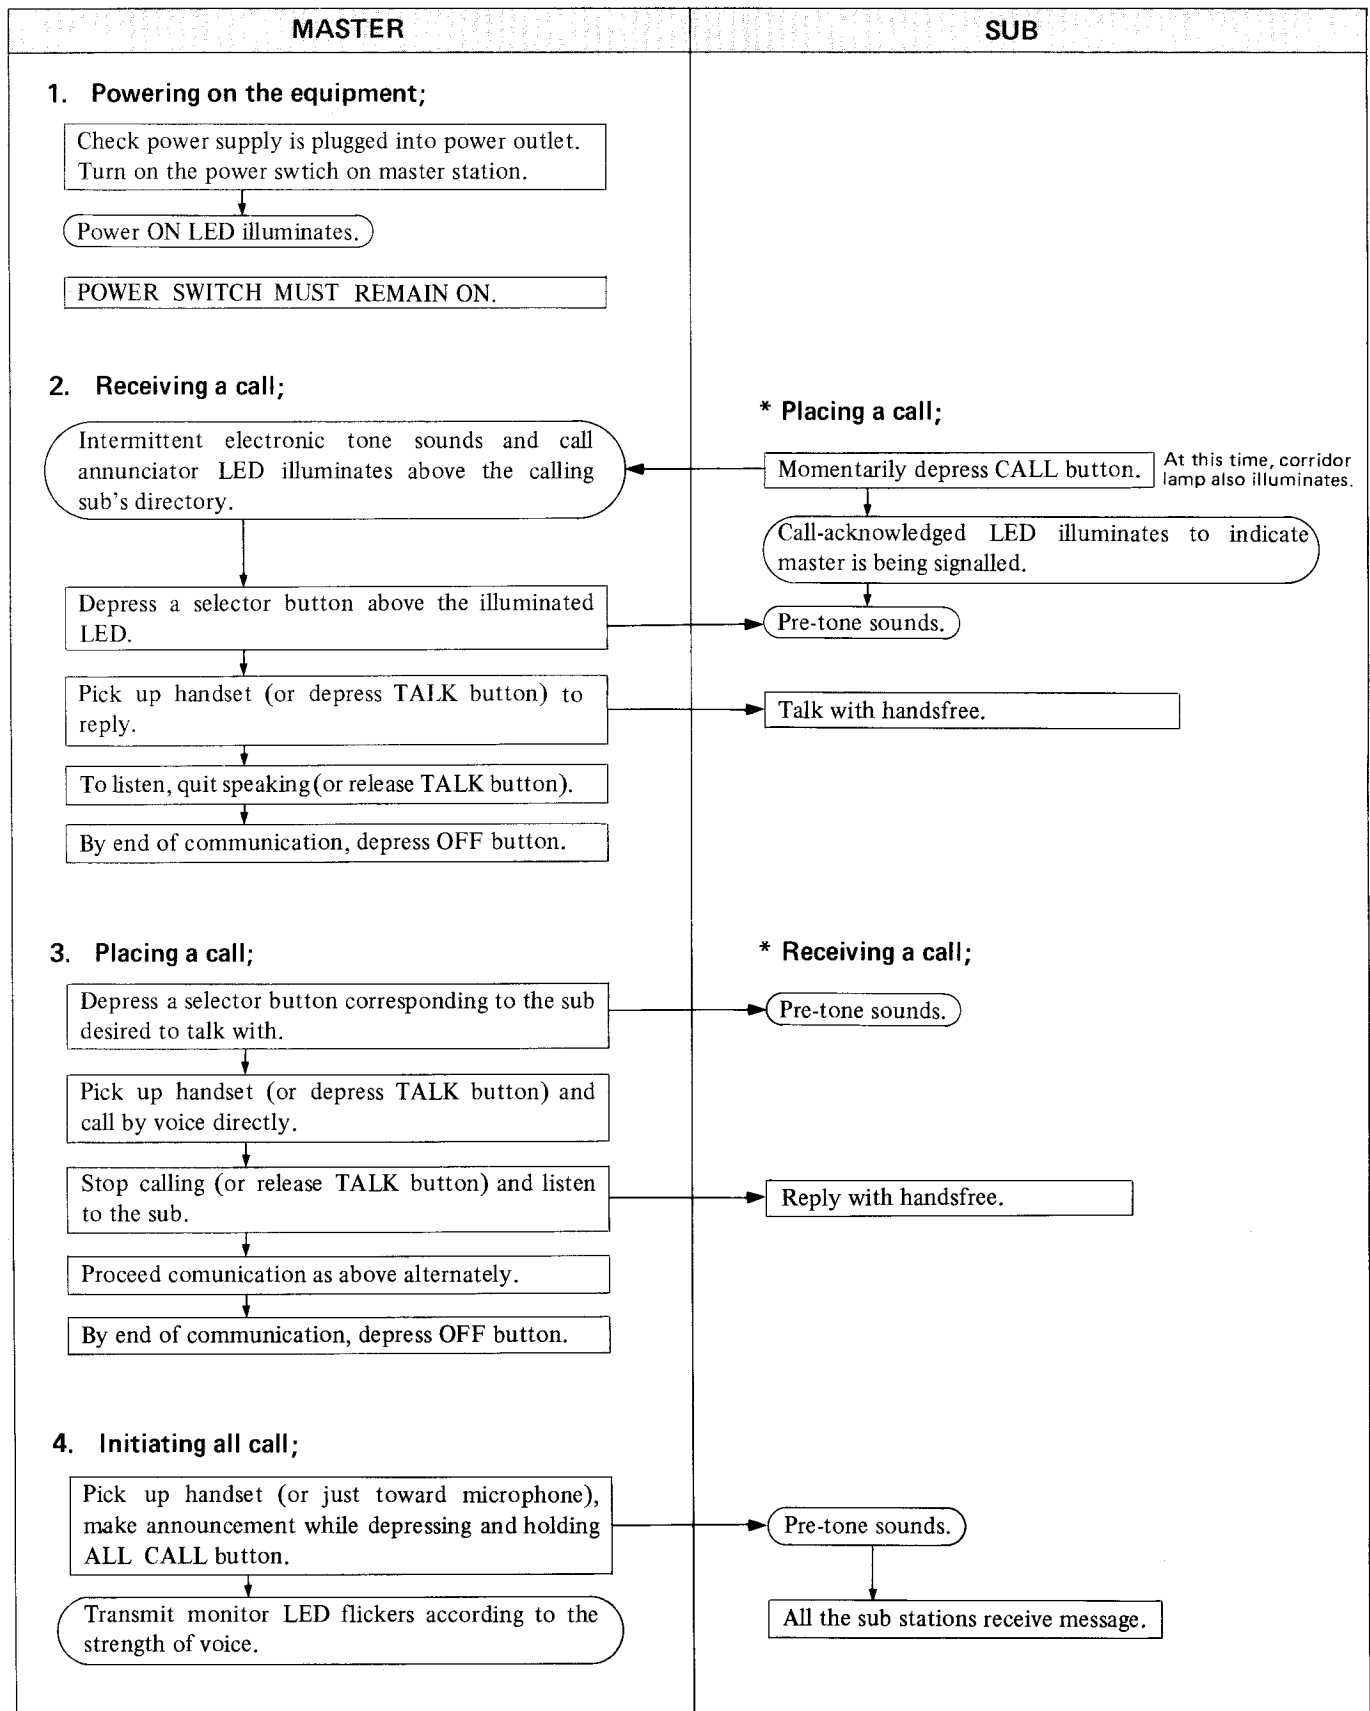 MASTER
SUB
1. Powering on the equipment;
Check power supply is plugged into power outlet.
Turn on the power swtich on master station.
Power ON LED illuminates.
POWER SWITCH MUST REMAIN ON.
2. Receiving a call;
Intermittent electronic tone sounds and call
annunciator LED illuminates above the calling
sub's directory.
Depress a selector button above the illuminated
LED.
Pick up handset (or depress TALK button) to
reply.
To listen, quit speaking (or release TALK button).
By end of communication, depress OFF button.
* Placing a call;
Momentarily depress CALL button.
At this time, corridor
lamp also illuminates.
Call-acknowledged LED illuminates to indicate
master is being signalled.
Pre-tone sounds.
Talk with handsfree.
3. Placing a call;
Depress a selector button corresponding to the sub
desired to talk with.
Pick up handset (or depress TALK button) and
call by voice directly.
Stop calling (or release TALK button) and listen
to the sub.
Proceed comunication as above alternately.
By end of communication, depress OFF button.
* Receiving a call;
Pre-tone sounds.
Reply with handsfree.
4. Initiating all call;
Pick up handset (or just toward microphone),
make announcement while depressing and holding
ALL CALL button.
Transmit monitor LED flickers according to the
strength of voice.
Pre-tone sounds.
All the sub stations receive message.